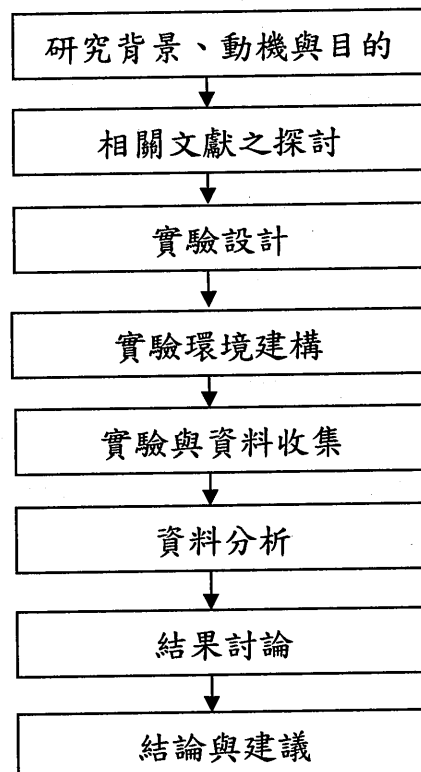 研究背景、動機與目的
相關文獻之探討
實驗設計
實驗環境建構
實驗與資料收集
資料分析
結果討論
結論與建議